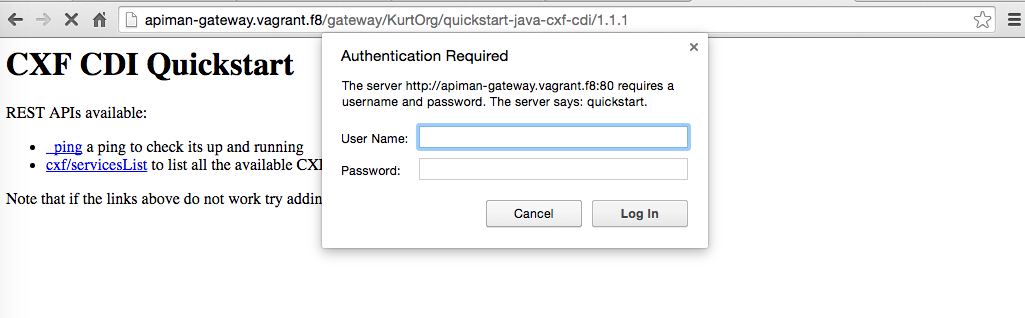 apiman-gateway.vagrant.f8/gateway/KurtOrg/quickstart-java-cxf-cdi/1.1.1
CXF CDI Quickstart
REST APIs available:
_ping a ping to check its up and running
cxf/servicesList to list all the available
Note that if the links above do not work try
Authentication Required
The server http://apiman-gateway.vagrant.f8:80 requires a
username and password. The server says: quickstart.
User Name:
Password:
Cancel
Log In